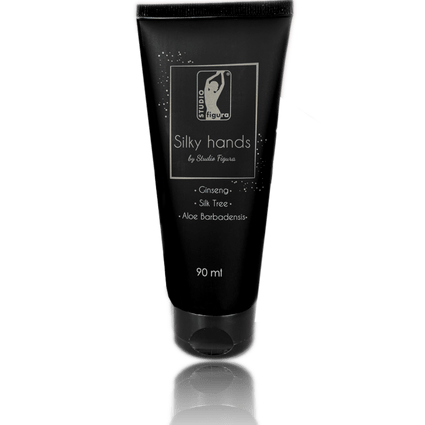 STUDIO
figura
®
Silky hands
by Studio Figura
• Ginseng •
• Silk Tree •
• Aloe Barbadensis•
90 ml